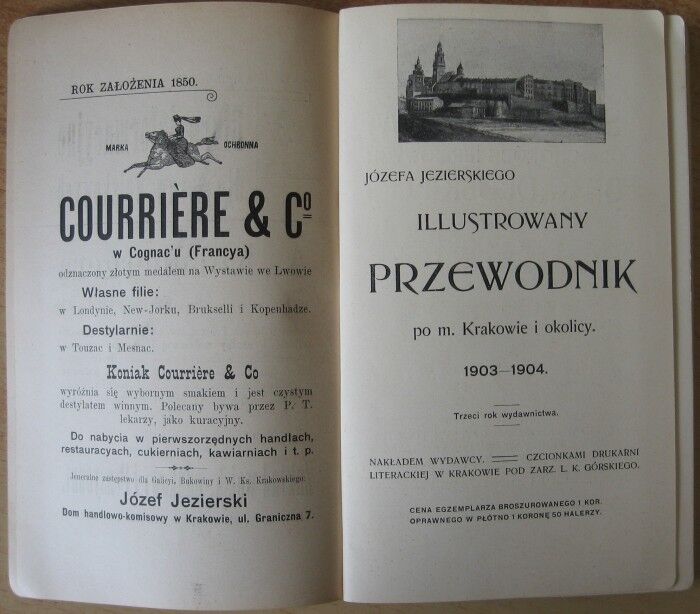 ROK ZAŁOŻENIA 1850.
MARKA OCHRONNA
COURRIÈRE & Cº
w Cognac'u (Francya)
odznaczony złotym medalem na Wystawie we Lwowie
Własne filie:
w Londynie, New-Jorku, Brukselli i Kopenhadze.
Destylarnie:
w Touzac i Mesnac.
Koniak Courrière & Co
wyróżnia się wybornym smakiem i jest czystym
destylatem winnym. Polecany bywa przez P. T.
lekarzy, jako kuracyjny.
Do nabycia w pierwszorzędnych handlach,
restauracyach, cukierniach, kawiarniach i t. p.
Jeneralne zastępstwo dla Galicyi, Bukowiny i W. Ks. Krakowskiego:
Józef Jezierski
Dom handlowo-komisowy w Krakowie, ul. Graniczna 7.
JÓZEFA JEZIERSKIEGO
ILLUSTROWANY
PRZEWODNIK
po m. Krakowie i okolicy.
1903—1904.
Trzeci rok wydawnictwa.
NAKŁADEM WYDAWCY. CZCIONKAMI DRUKARNI
LITERACKIEJ W KRAKOWIE POD ZARZ. L. K. GÓRSKIEGO.
CENA EGZEMPLARZA BROSZUROWANEGO 1 KOR.
OPRAWNEGO W PŁÓTNO 1 KORONĘ 50 HALERZY.